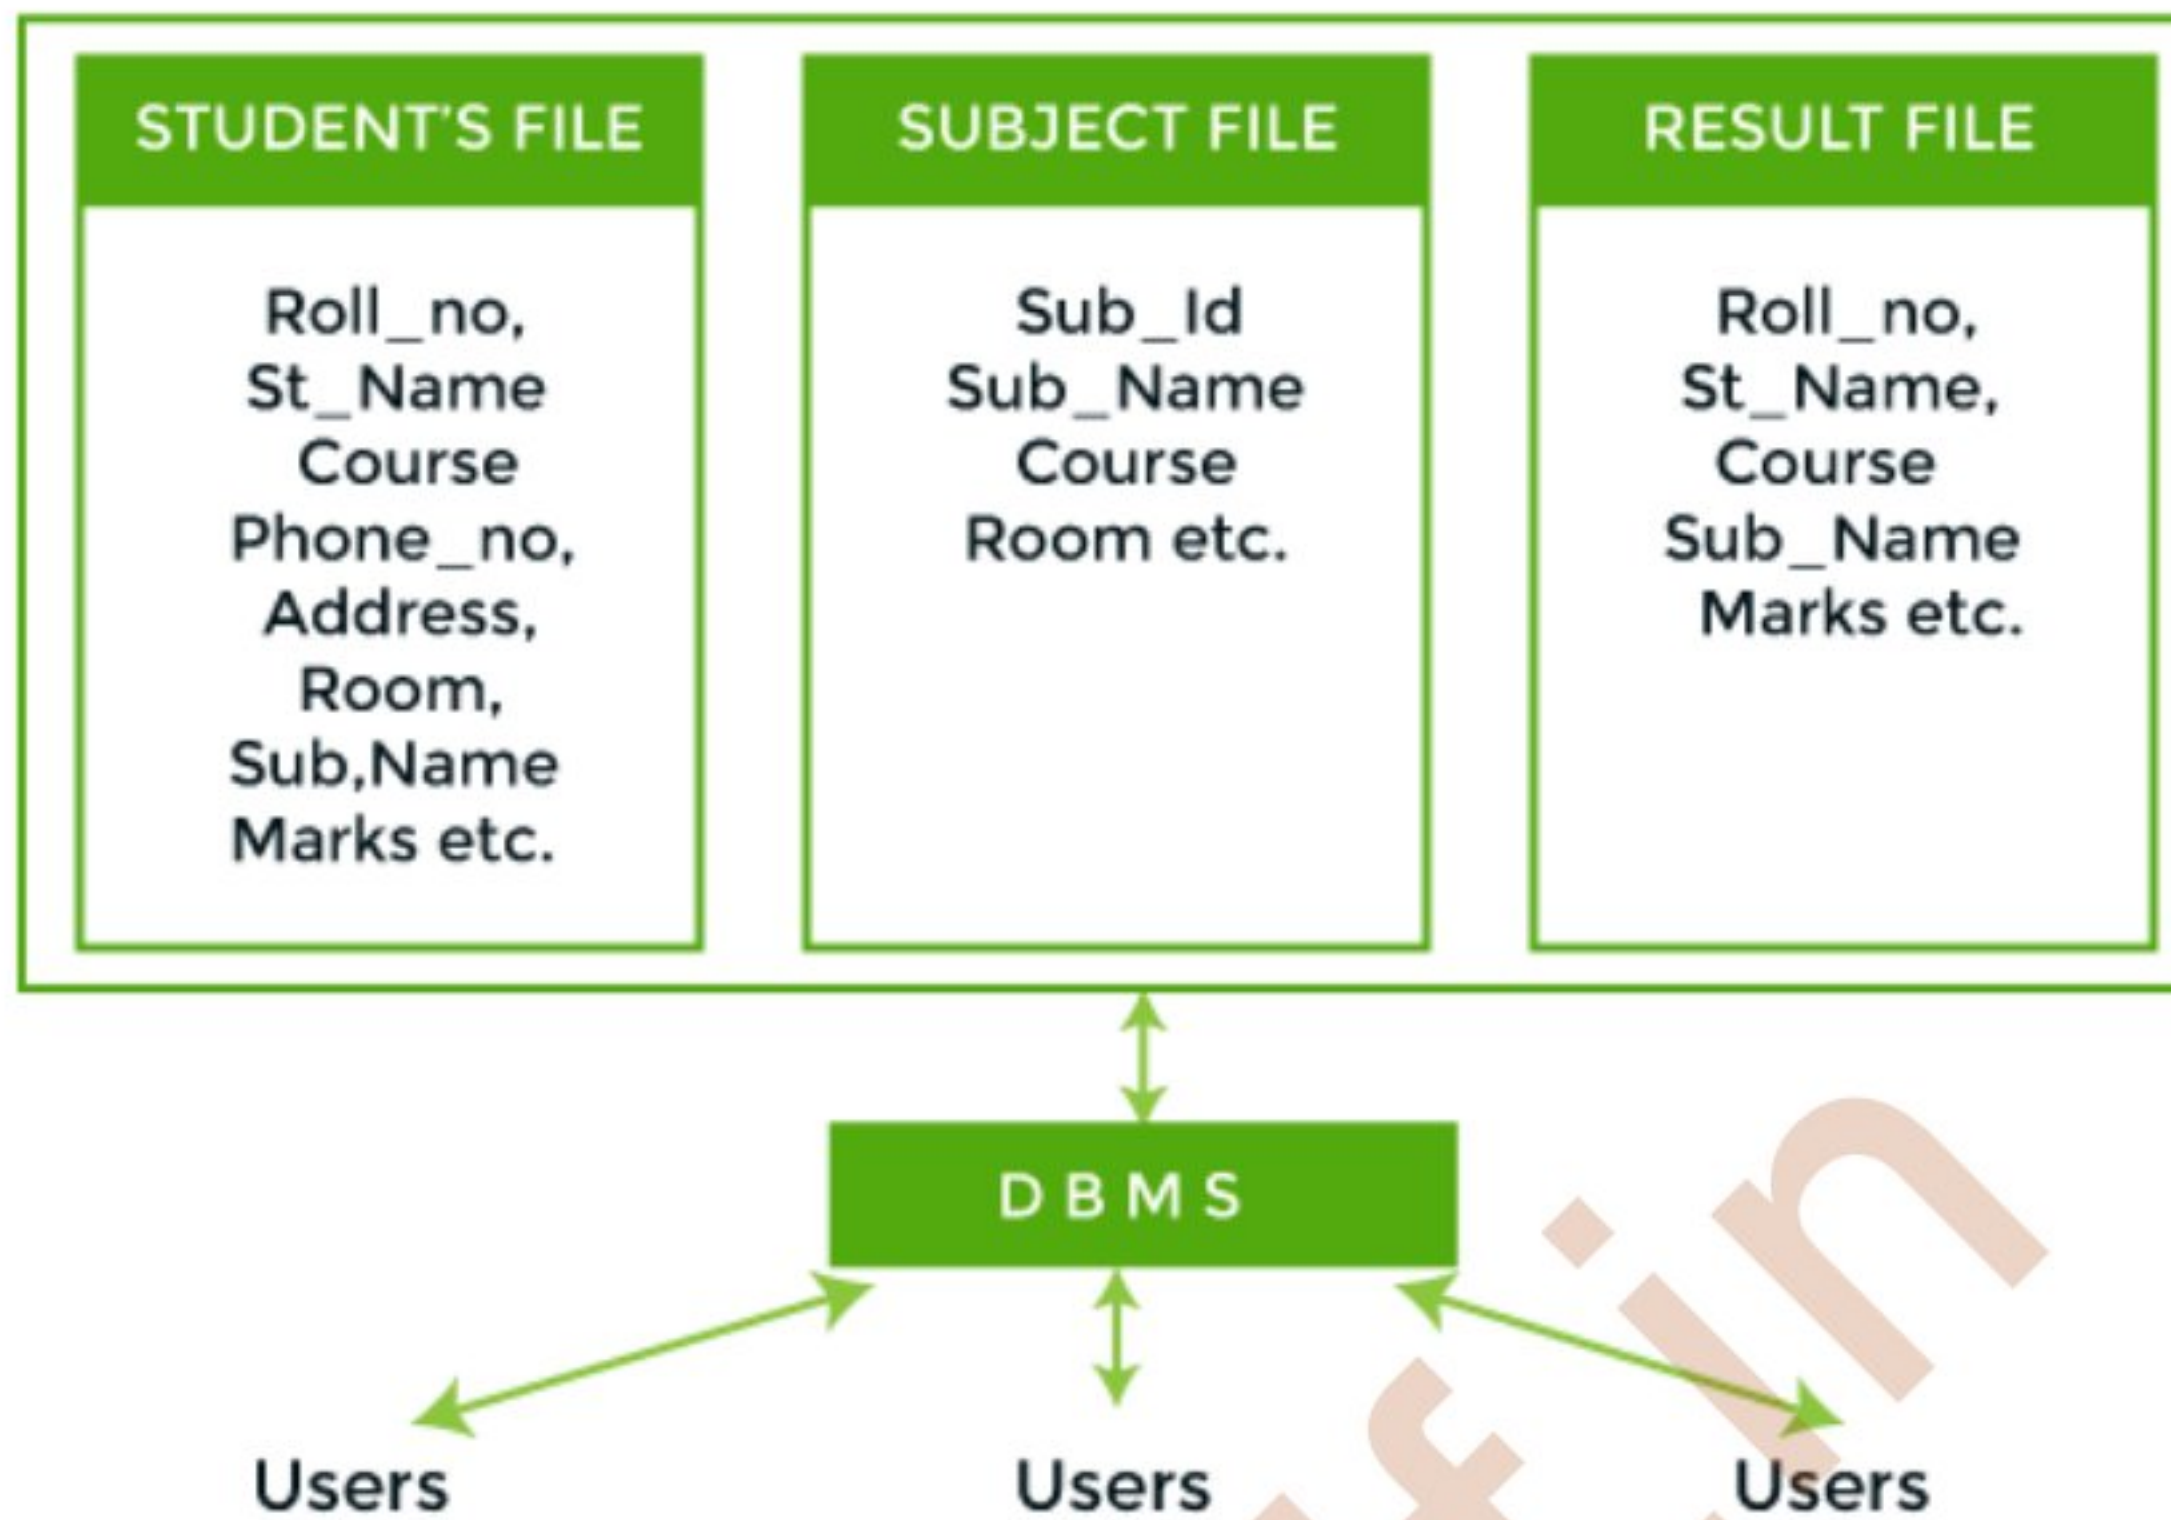 STUDENT'S FILE
Roll_no,
St_Name
Course
Phone_no,
Address,
Room,
Sub,Name
Marks etc.
SUBJECT FILE
Sub_Id
Sub_Name
Course
Room etc.
RESULT FILE
Roll_no,
St_Name,
Course
Sub_Name
Marks etc.
D B M S
Users
Users
Users